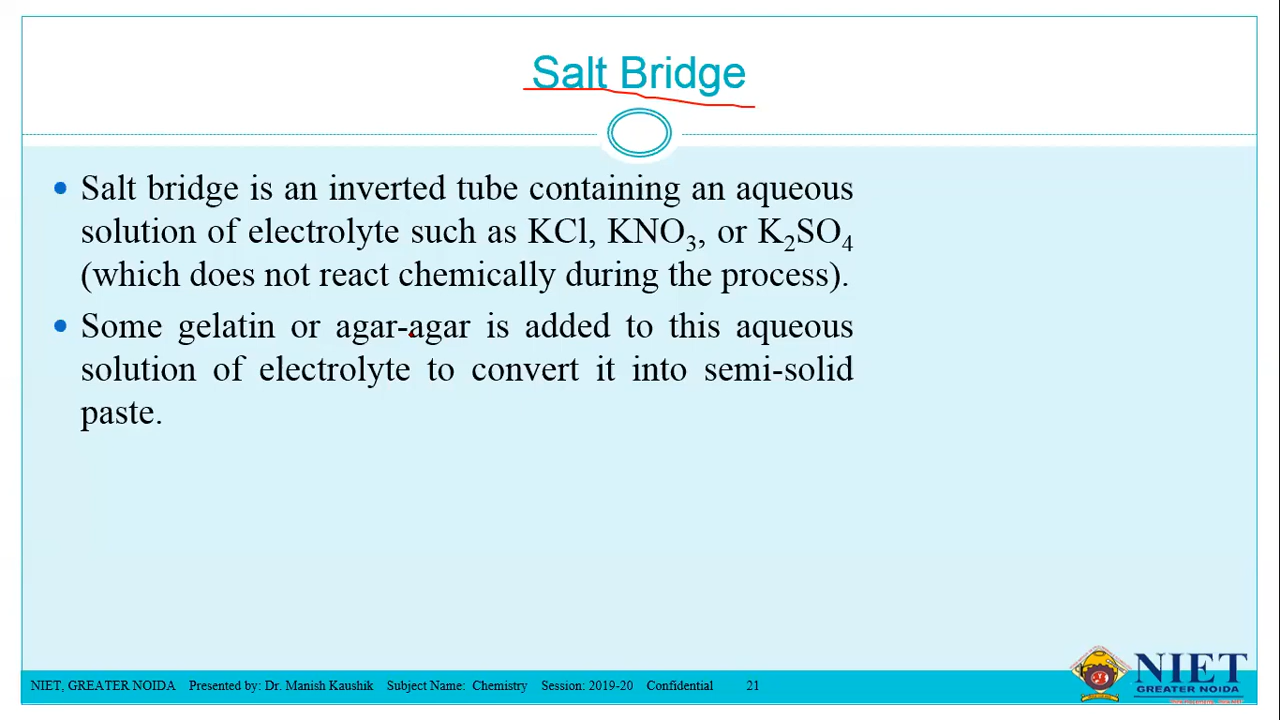 Salt Bridge
• Salt bridge is an inverted tube containing an aqueous
solution of electrolyte such as KCl, KNO₃, or K₂SO₄
(which does not react chemically during the process).
• Some gelatin or agar-agar is added to this aqueous
solution of electrolyte to convert it into semi-solid
paste.
NIET, GREATER NOIDA Presented by: Dr. Manish Kaushik Subject Name: Chemistry Session: 2019-20 Confidential 21
NIET
GREATER NOIDA